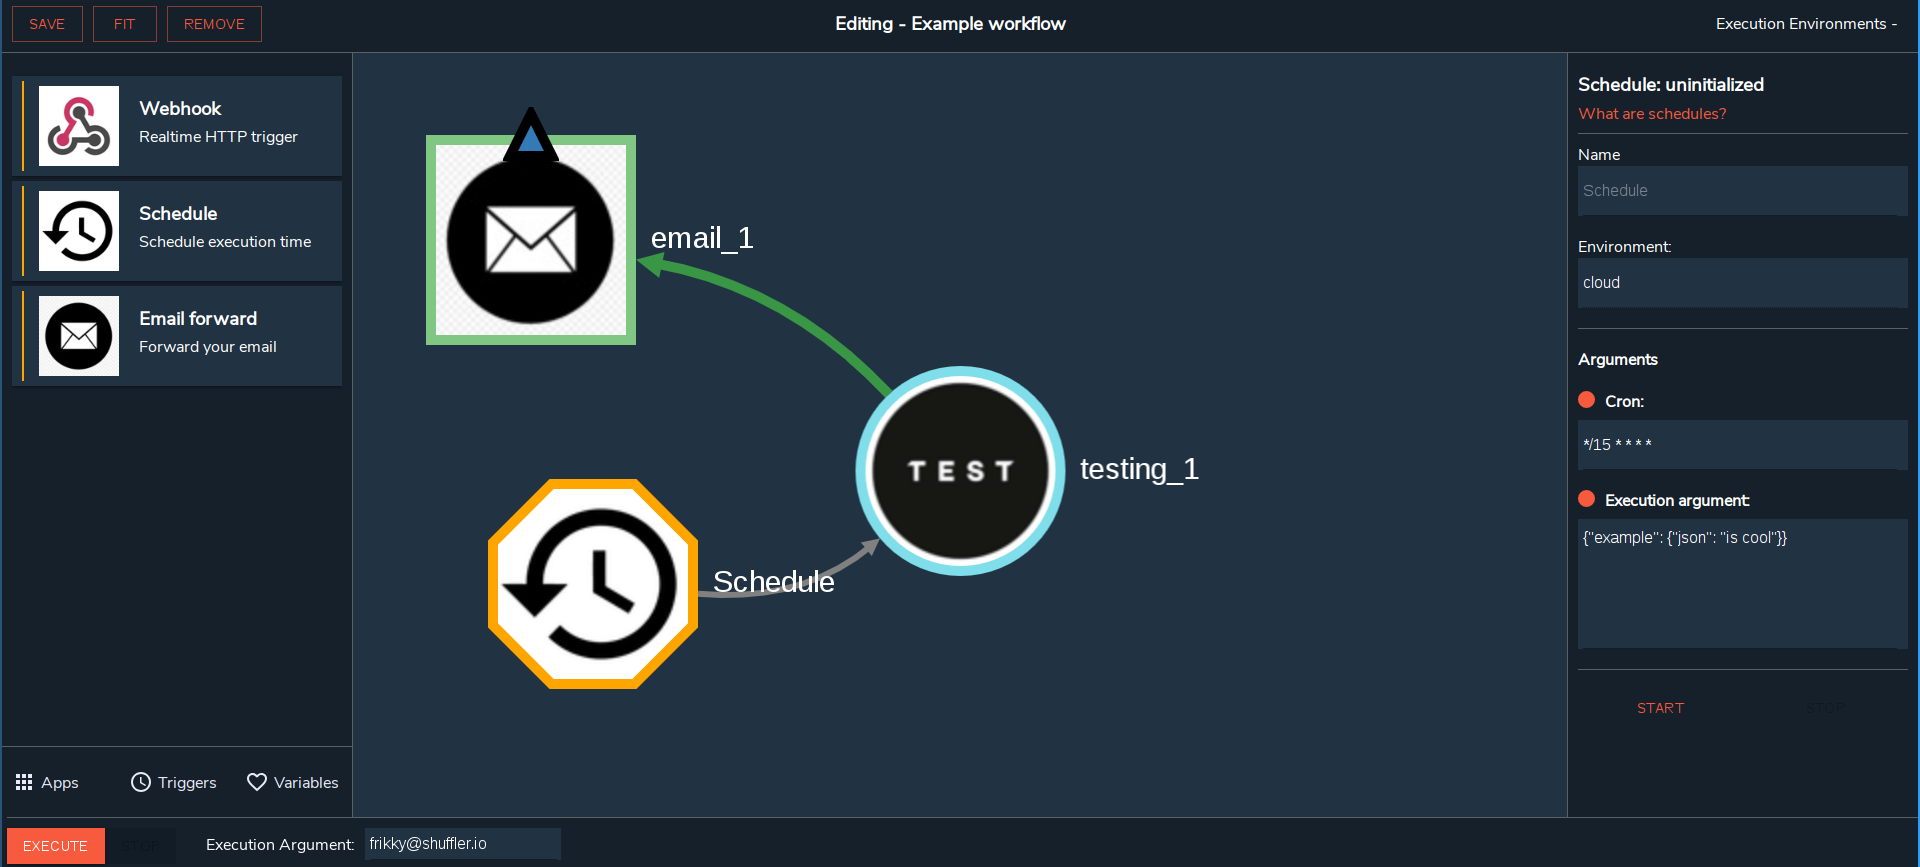 SAVE
FIT
REMOVE
Editing - Example workflow
Execution Environments -
Webhook
Realtime HTTP trigger
Schedule
Schedule execution time
Email forward
Forward your email
Apps
Triggers
Variables
email_1
TEST
testing_1
Schedule
Schedule: uninitialized
What are schedules?
Name
Schedule
Environment:
cloud
Arguments
Cron:
*/15 * * * *
Execution argument:
{"example": {"json": "is cool"}}
START
STOP
EXECUTE
STOP
Execution Argument:
frikky@shuffler.io